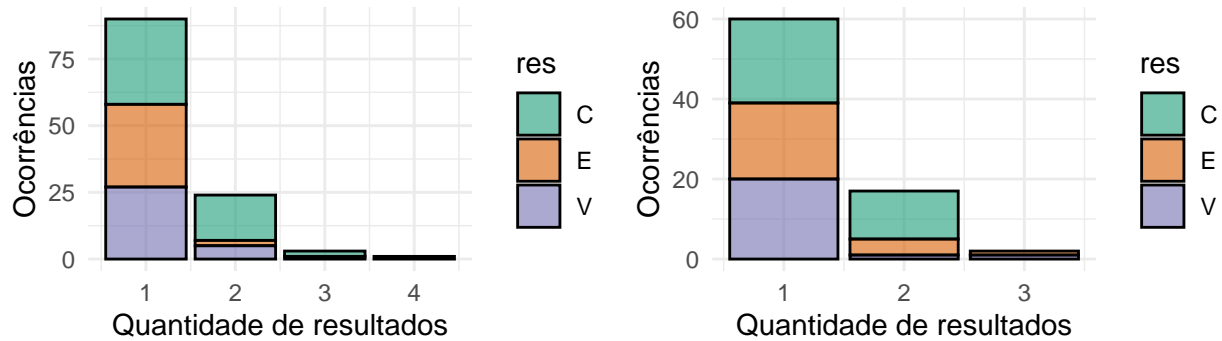 Ocorrências
75
50
25
0
1 2 3 4
Quantidade de resultados
res
C
E
V
Ocorrências
60
40
20
0
1 2 3
Quantidade de resultados
res
C
E
V